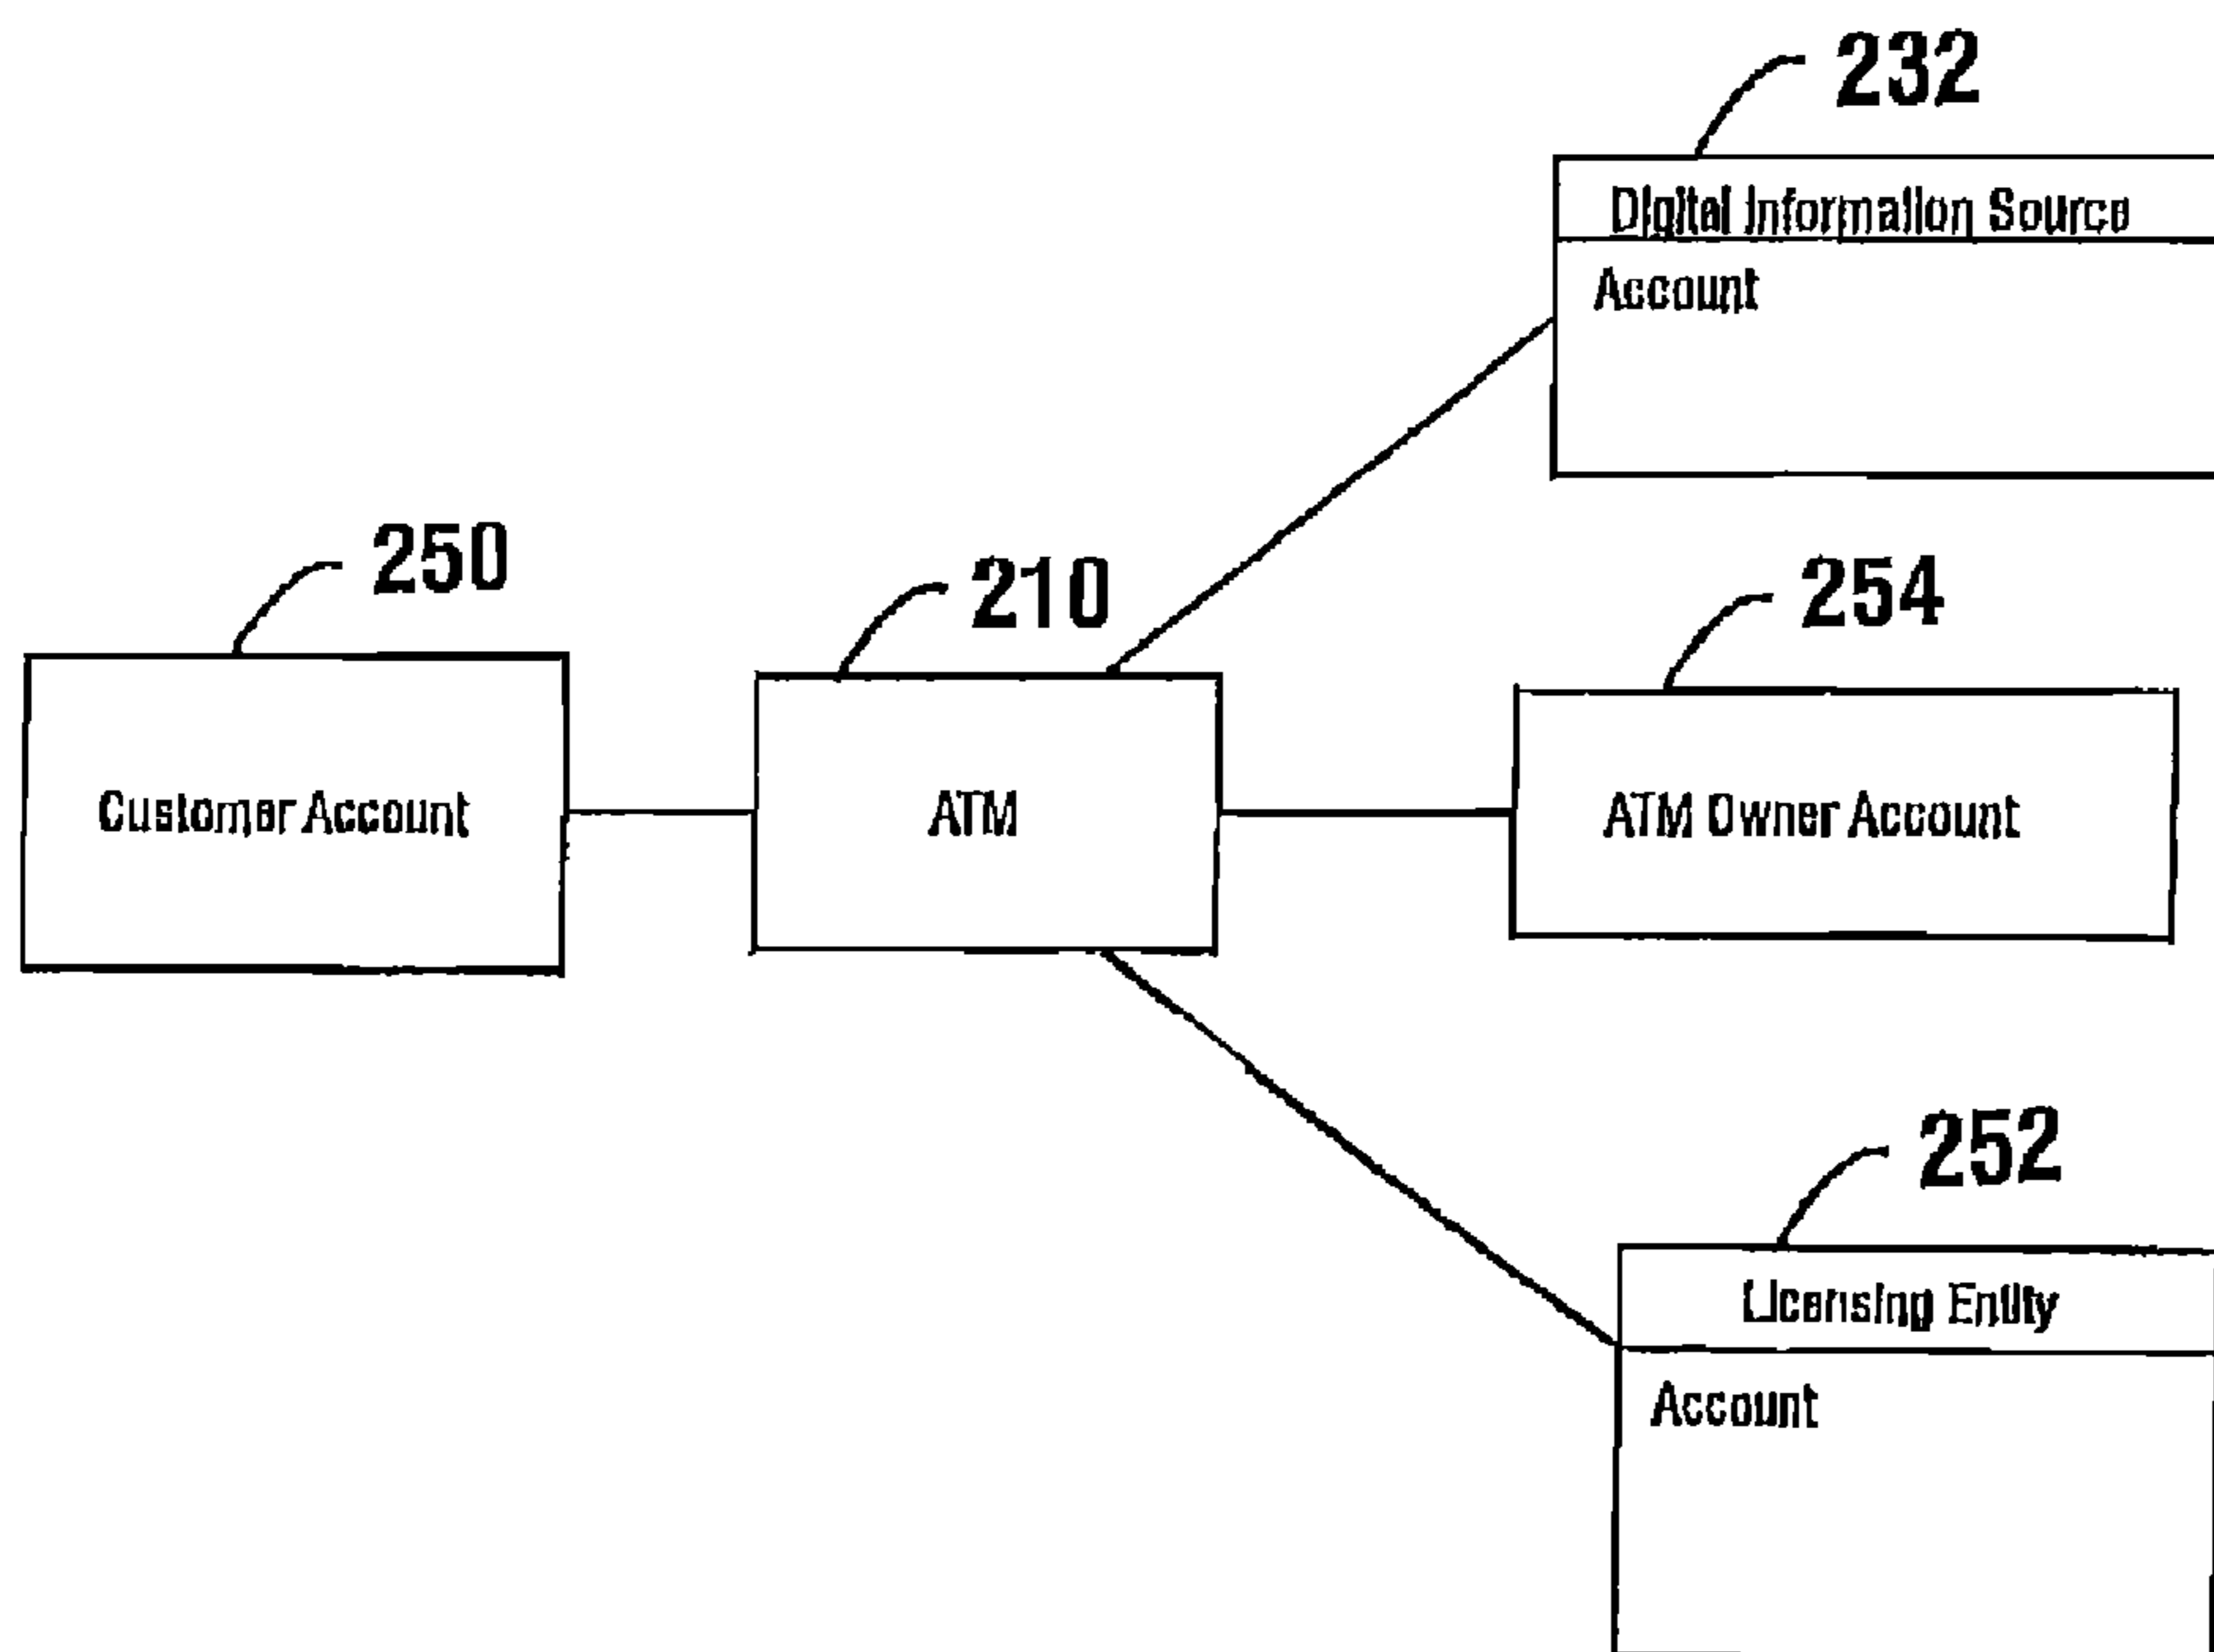 232
Digital Information Source
Account
250
210
254
Customer Account
ATM
ATM Owner Account
252
Licensing Entity
Account